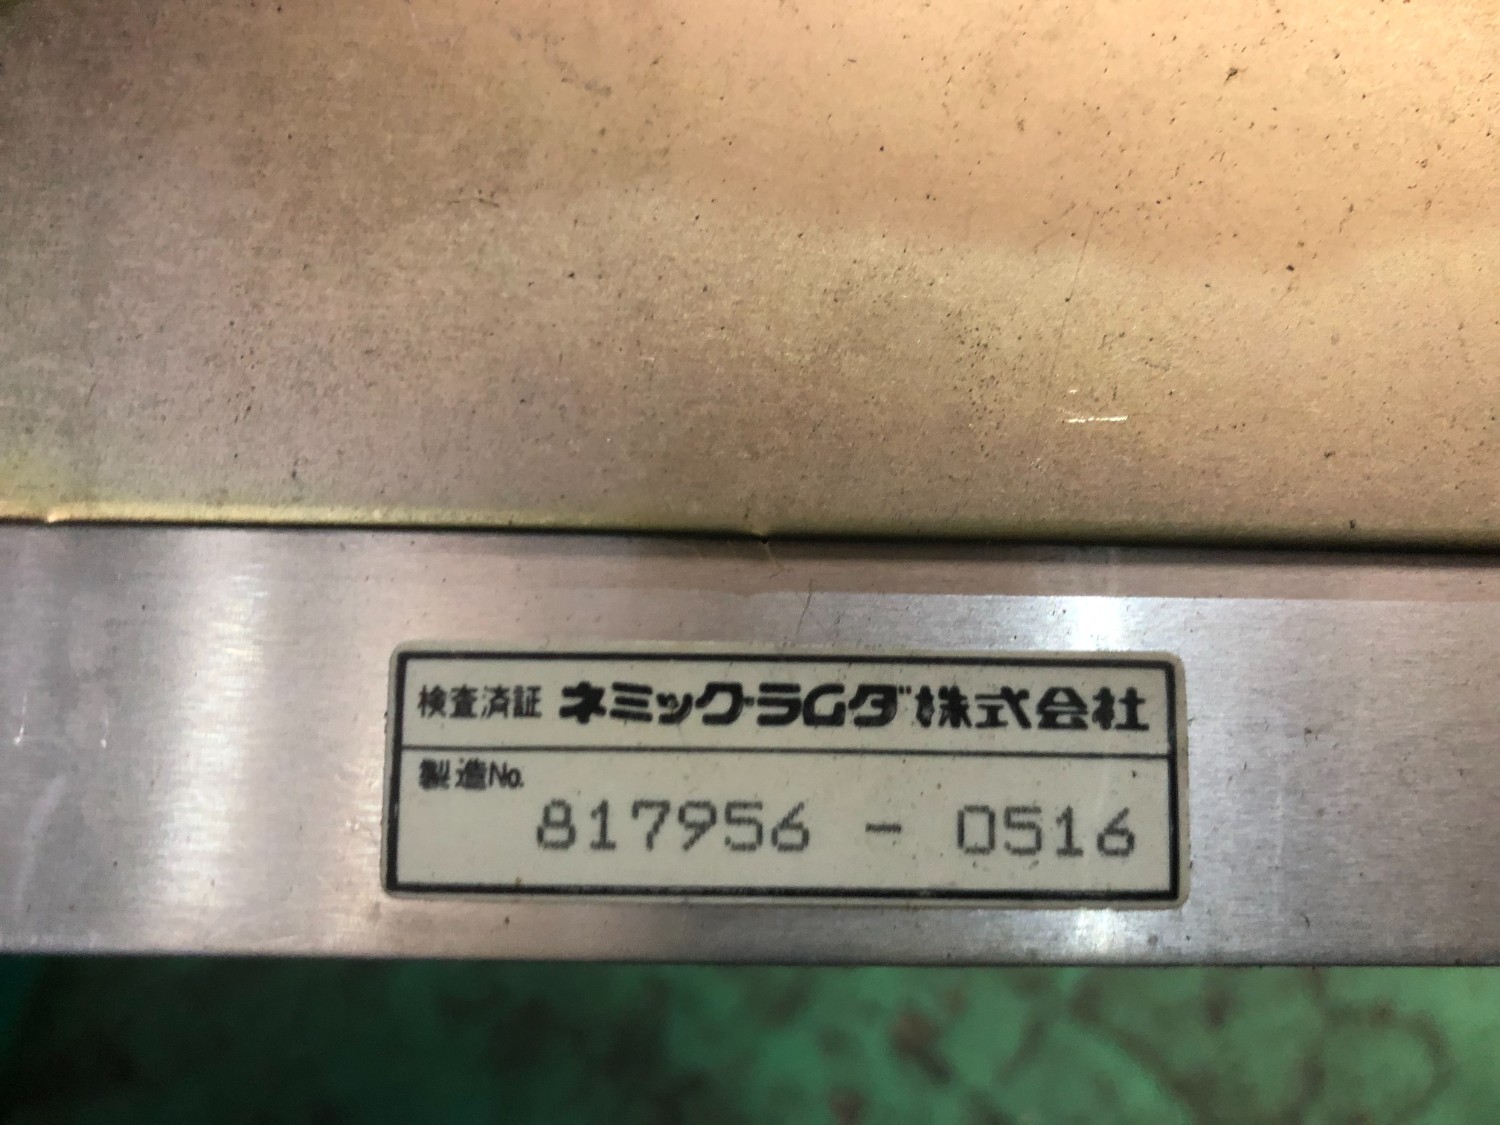 検査済証 ネミック・ラムダ株式会社
製造No.
817956 - 0516